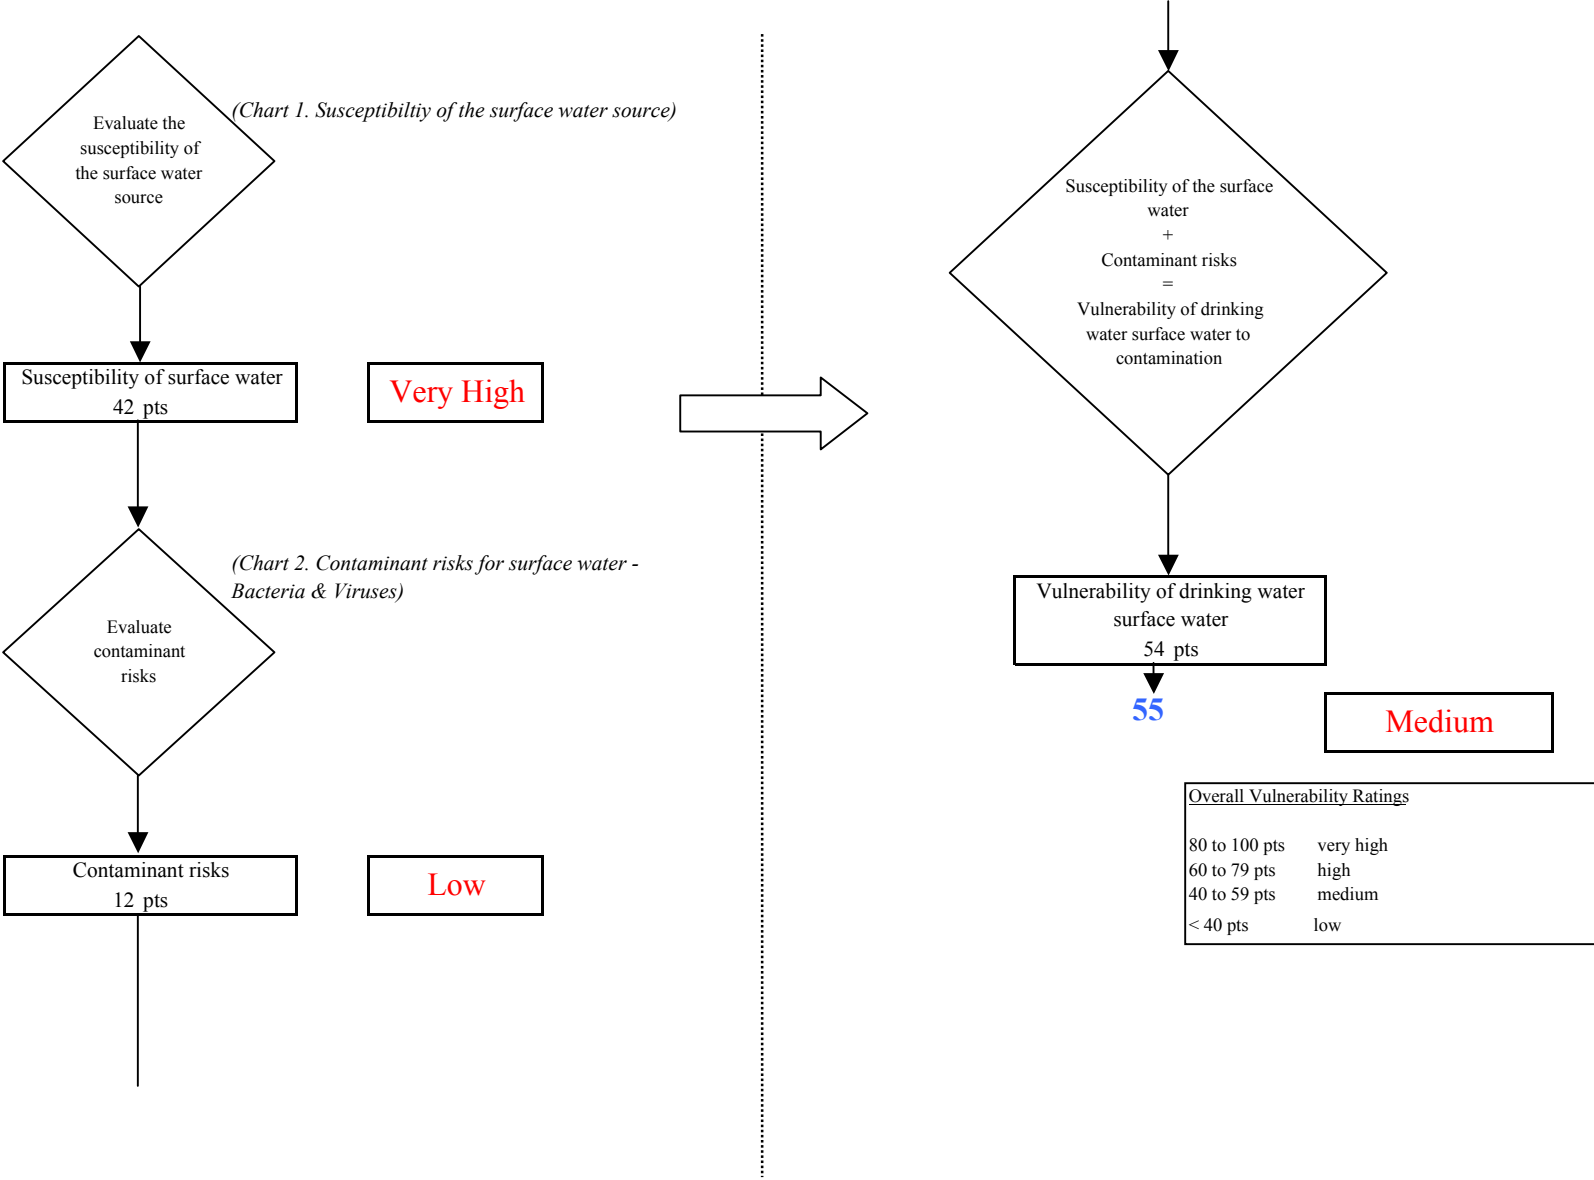 (Chart 1. Susceptibiltiy of the surface water source)
Evaluate the
susceptibility of
the surface water
source
Susceptibility of surface water
42 pts
Very High
(Chart 2. Contaminant risks for surface water -
Bacteria & Viruses)
Evaluate
contaminant
risks
Contaminant risks
12 pts
Low
Susceptibility of the surface
water
+
Contaminant risks
=
Vulnerability of drinking
water surface water to
contamination
Vulnerability of drinking water
surface water
54 pts
55
Medium
Overall Vulnerability Ratings
80 to 100 pts very high
60 to 79 pts high
40 to 59 pts medium
< 40 pts low